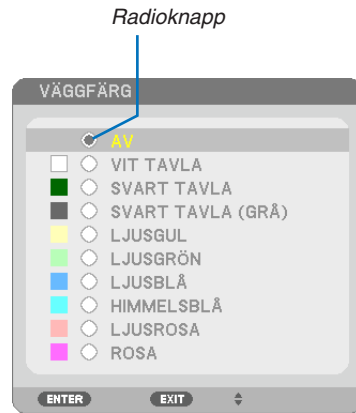 Radioknapp
VÄGGFÄRG
AV
VIT TAVLA
SVART TAVLA
SVART TAVLA (GRÅ)
LJUSGUL
LJUSGRÖN
LJUSBLÅ
HIMMELSBLÅ
LJUSROSA
ROSA
ENTER EXIT